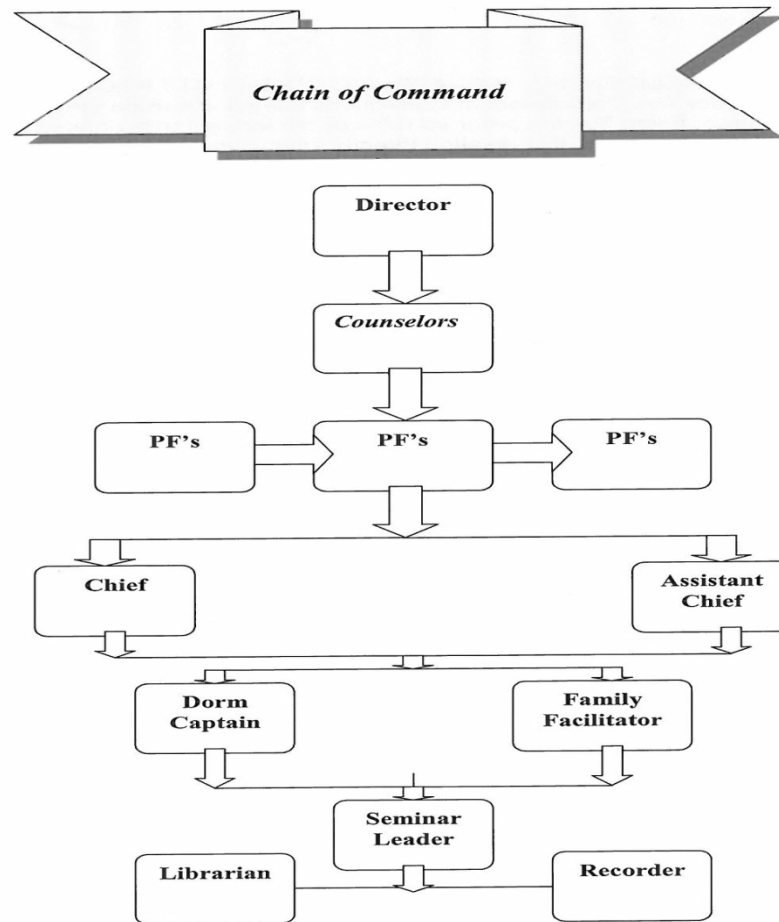 Chain of Command
Director
Counselors
PF's
PF's
PF's
Chief
Assistant
Chief
Dorm
Captain
Family
Facilitator
Seminar
Leader
Librarian
Recorder